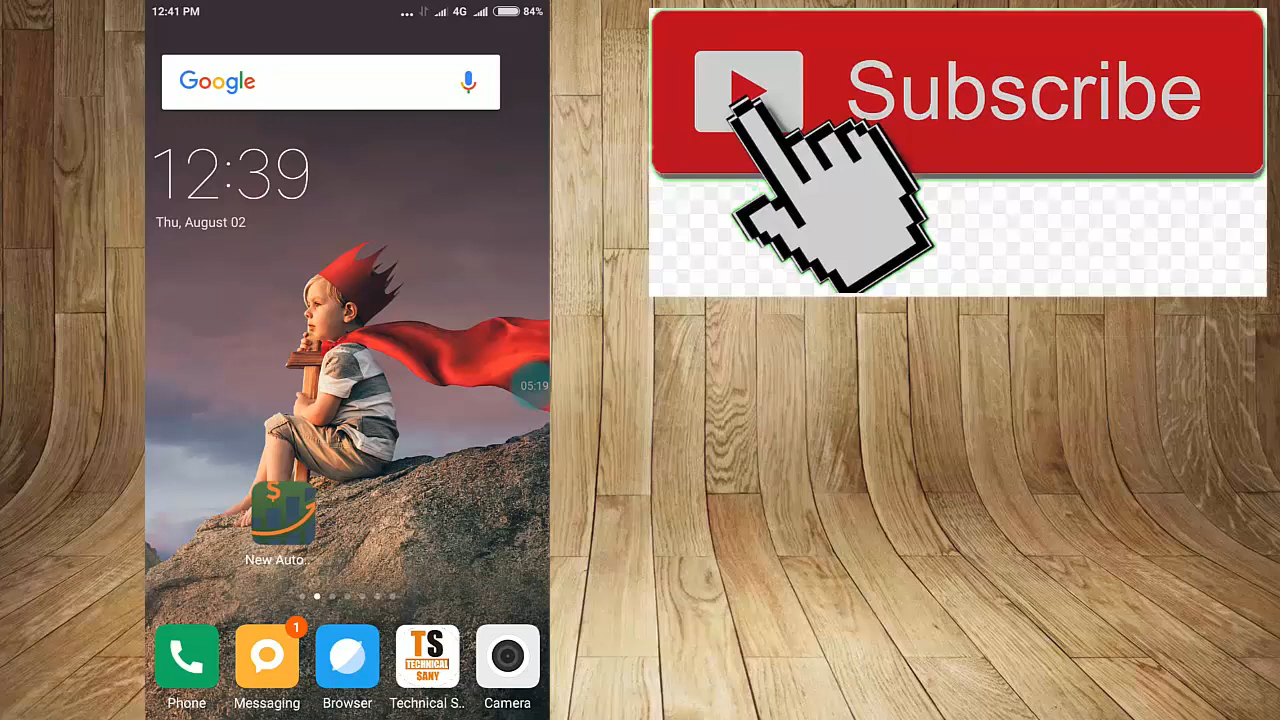 12:41 PM
4G
84%
Google
12:39
Thu, August 02
05:19
$
New Auto..
1
TS
TECHNICAL
SANY
Phone
Messaging
Browser
Technical S..
Camera
Subscribe